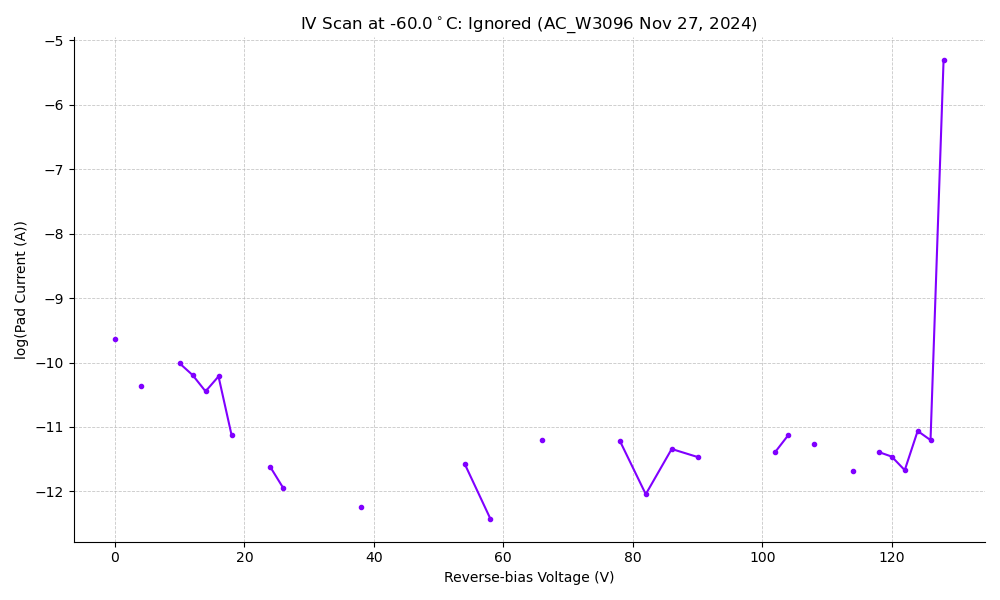 IV Scan at -60.0°C: Ignored (AC_W3096 Nov 27, 2024)
log(Pad Current (A))
−5
−6
−7
−8
−9
−10
−11
−12
0 20 40 60 80 100 120
Reverse-bias Voltage (V)